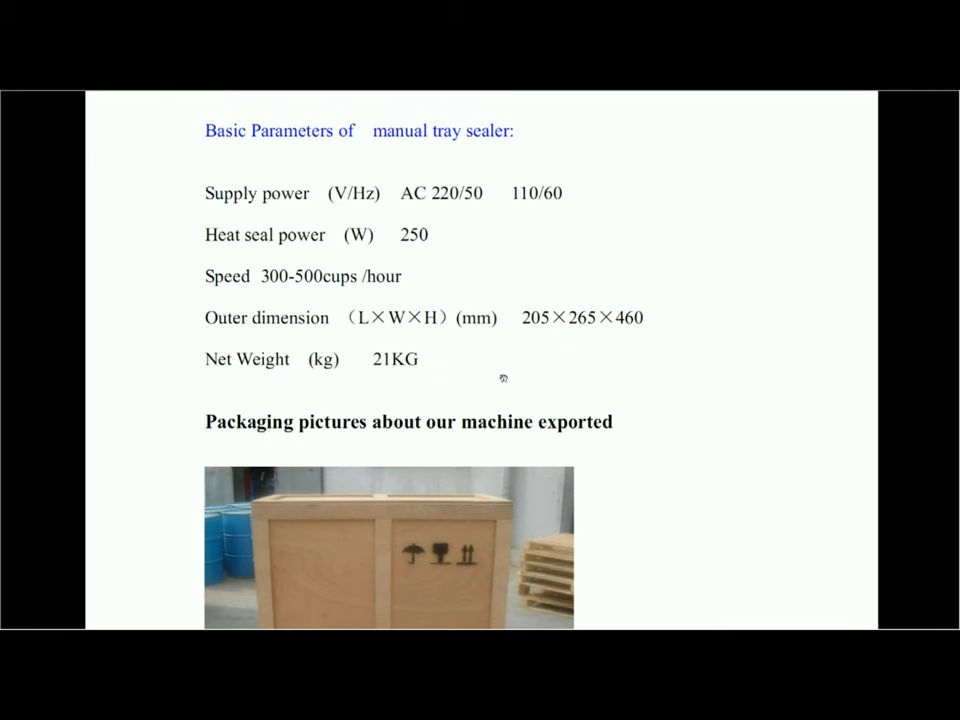 Basic Parameters of manual tray sealer:
Supply power (V/Hz) AC 220/50 110/60
Heat seal power (W) 250
Speed 300-500cups /hour
Outer dimension （L×W×H）(mm) 205×265×460
Net Weight (kg) 21KG
Packaging pictures about our machine exported